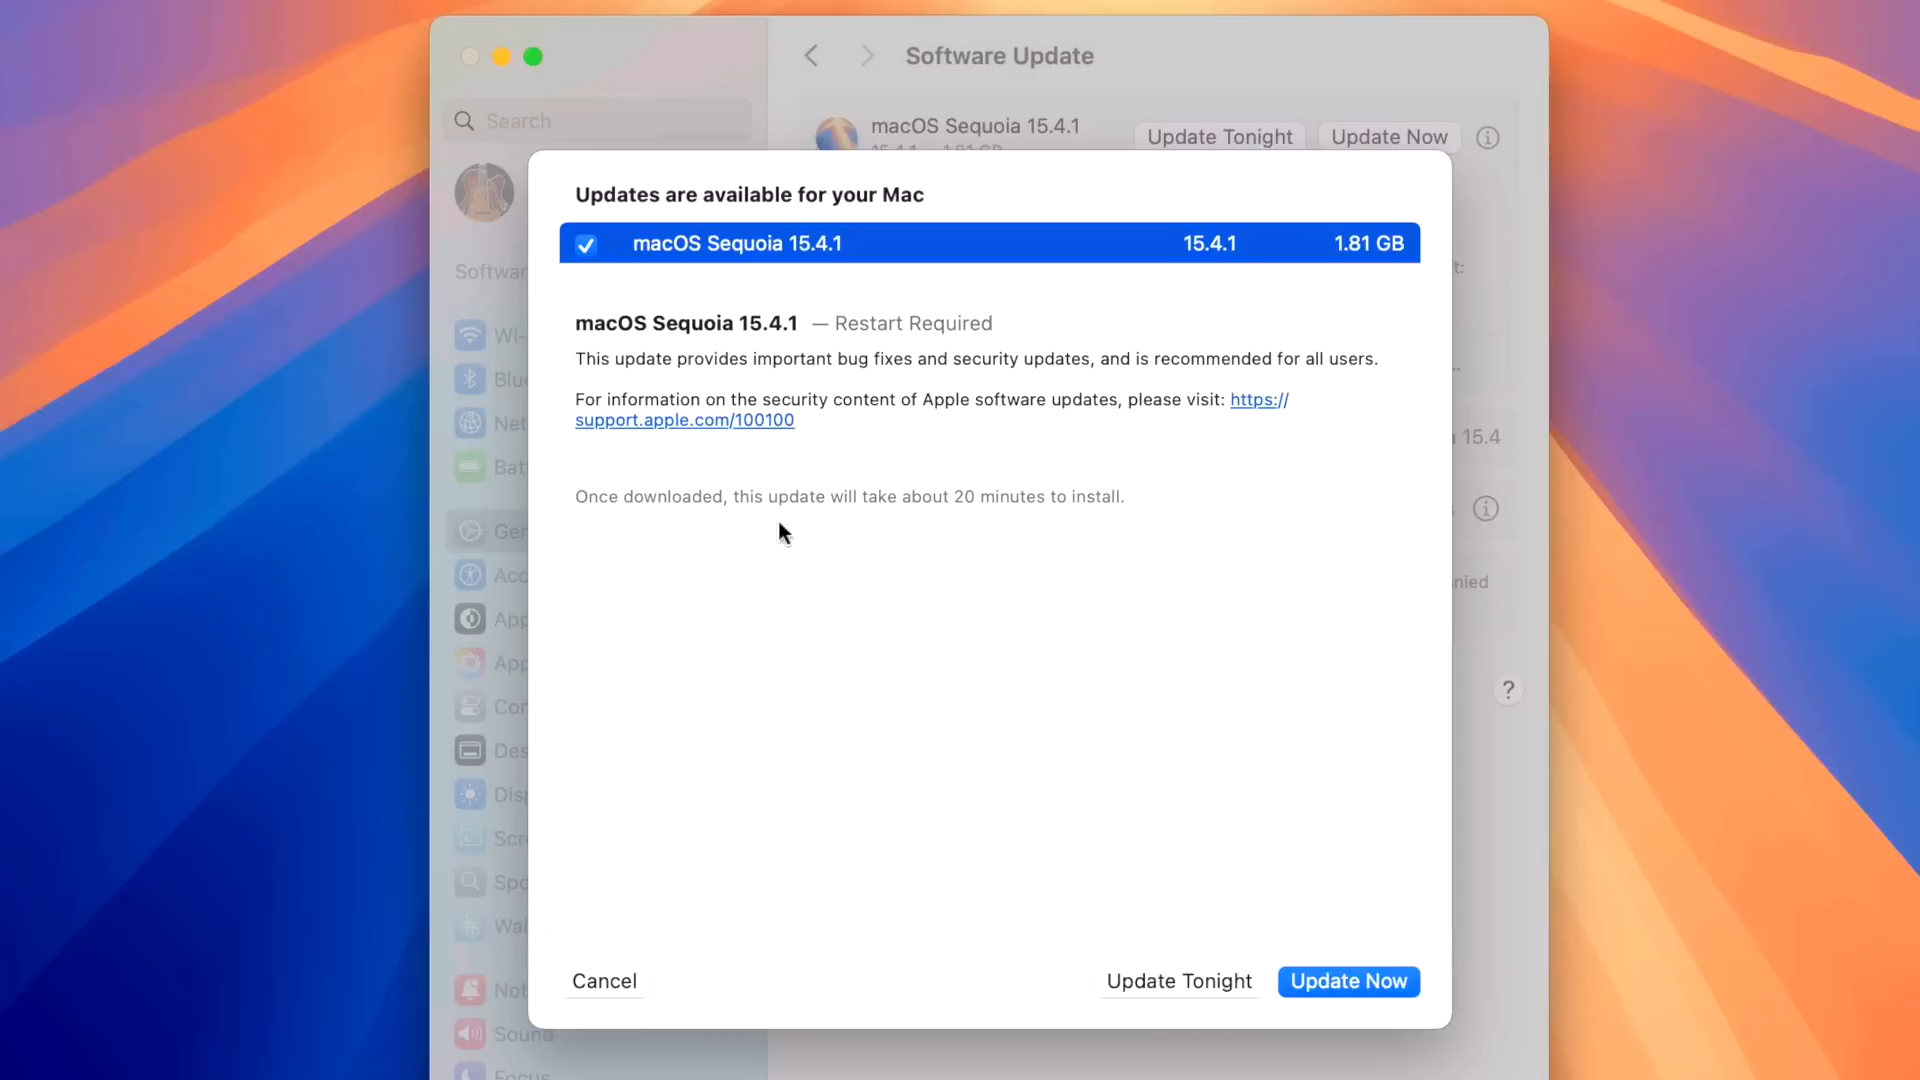 Software Update
Search
macOS Sequoia 15.4.1
Update Tonight
Update Now
Updates are available for your Mac
macOS Sequoia 15.4.1 15.4.1 1.81 GB
macOS Sequoia 15.4.1 — Restart Required
This update provides important bug fixes and security updates, and is recommended for all users.
For information on the security content of Apple software updates, please visit: https://
support.apple.com/100100
Once downloaded, this update will take about 20 minutes to install.
15.4
?
Cancel
Update Tonight
Update Now
Sound
Focus